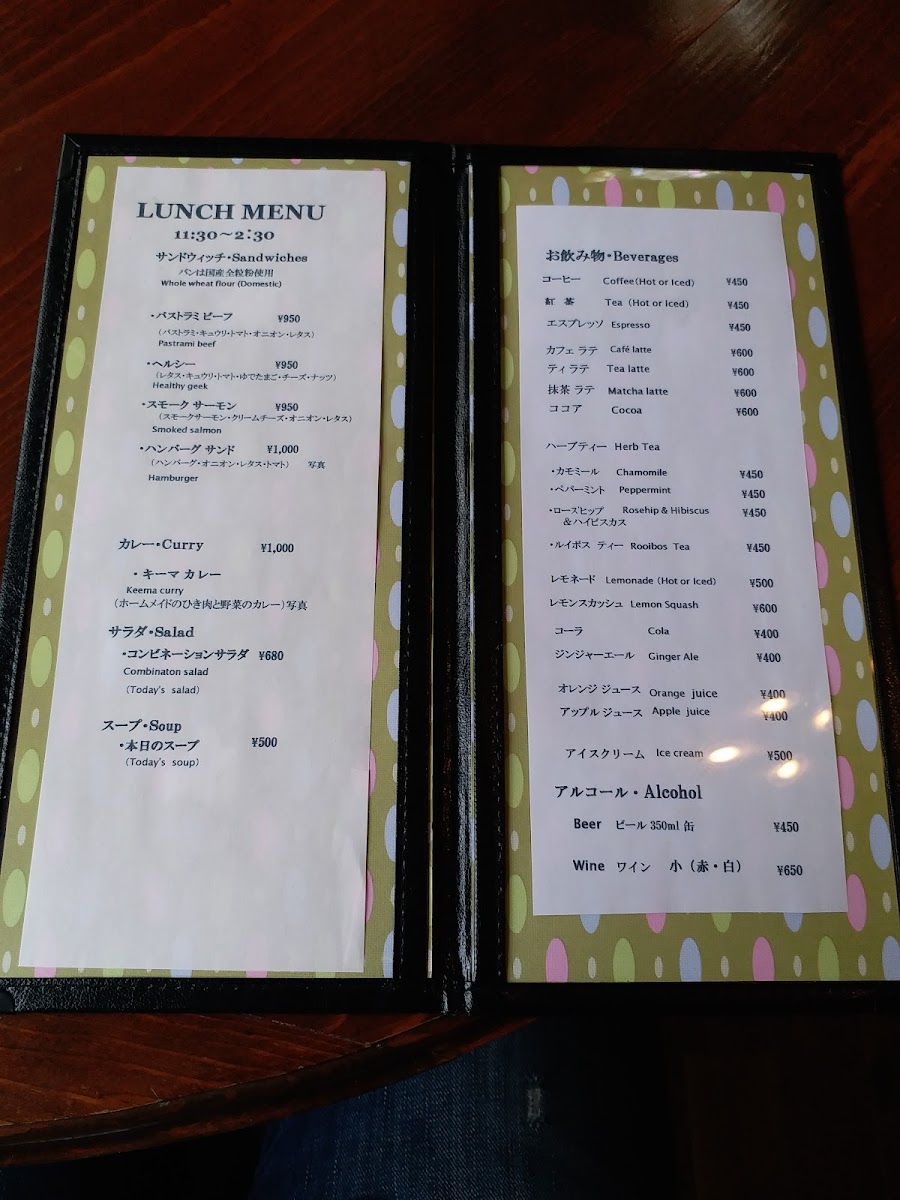 LUNCH MENU
11:30～2:30
サンドウィッチ・Sandwiches
パンは国産全粒粉使用
Whole wheat flour (Domestic)
・パストラミ ビーフ ¥950
（パストラミ・キュウリ・トマト・オニオン・レタス）
Pastrami beef
・ヘルシー ¥950
（レタス・キュウリ・トマト・ゆでたまご・チーズ・ナッツ）
Healthy geek
・スモーク サーモン ¥950
（スモークサーモン・クリームチーズ・オニオン・レタス）
Smoked salmon
・ハンバーグ サンド ¥1,000
（ハンバーグ・オニオン・レタス・トマト） 写真
Hamburger
カレー・Curry ¥1,000
・キーマ カレー
Keema curry
（ホームメイドのひき肉と野菜のカレー）写真
サラダ・Salad
・コンビネーションサラダ ¥680
Combinaton salad
（Today's salad）
スープ・Soup
・本日のスープ ¥500
（Today's soup）
お飲み物・Beverages
コーヒー Coffee(Hot or Iced) ¥450
紅 茶 Tea (Hot or Iced) ¥450
エスプレッソ Espresso ¥450
カフェ ラテ Café latte ¥600
ティ ラテ Tea latte ¥600
抹茶 ラテ Matcha latte ¥600
ココア Cocoa ¥600
ハーブティー Herb Tea
・カモミール Chamomile ¥450
・ペパーミント Peppermint ¥450
・ローズヒップ Rosehip & Hibiscus ¥450
＆ハイビスカス
・ルイボス ティー Rooibos Tea ¥450
レモネード Lemonade (Hot or Iced) ¥500
レモンスカッシュ Lemon Squash ¥600
コーラ Cola ¥400
ジンジャーエール Ginger Ale ¥400
オレンジ ジュース Orange juice ¥400
アップル ジュース Apple juice ¥400
アイスクリーム Ice cream ¥500
アルコール・Alcohol
Beer ビール 350ml 缶 ¥450
Wine ワイン 小（赤・白） ¥650